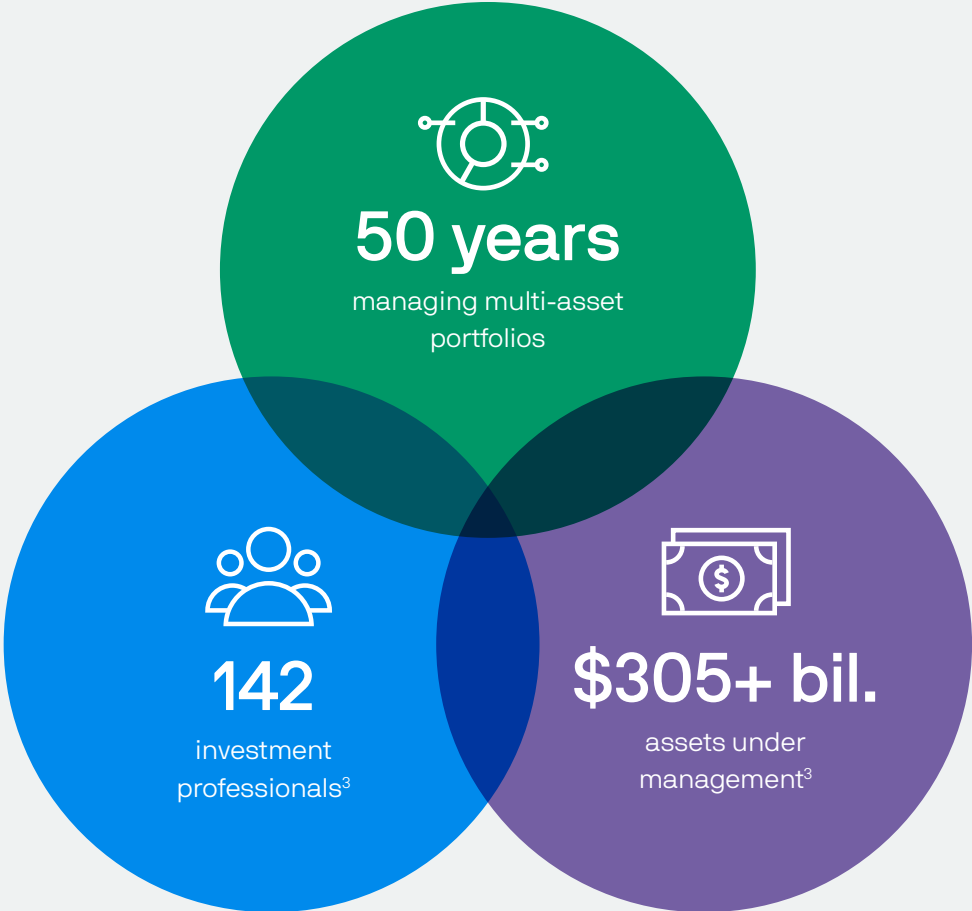 50 years
managing multi-asset
portfolios
142
investment
professionals³
$305+ bil.
assets under
management³